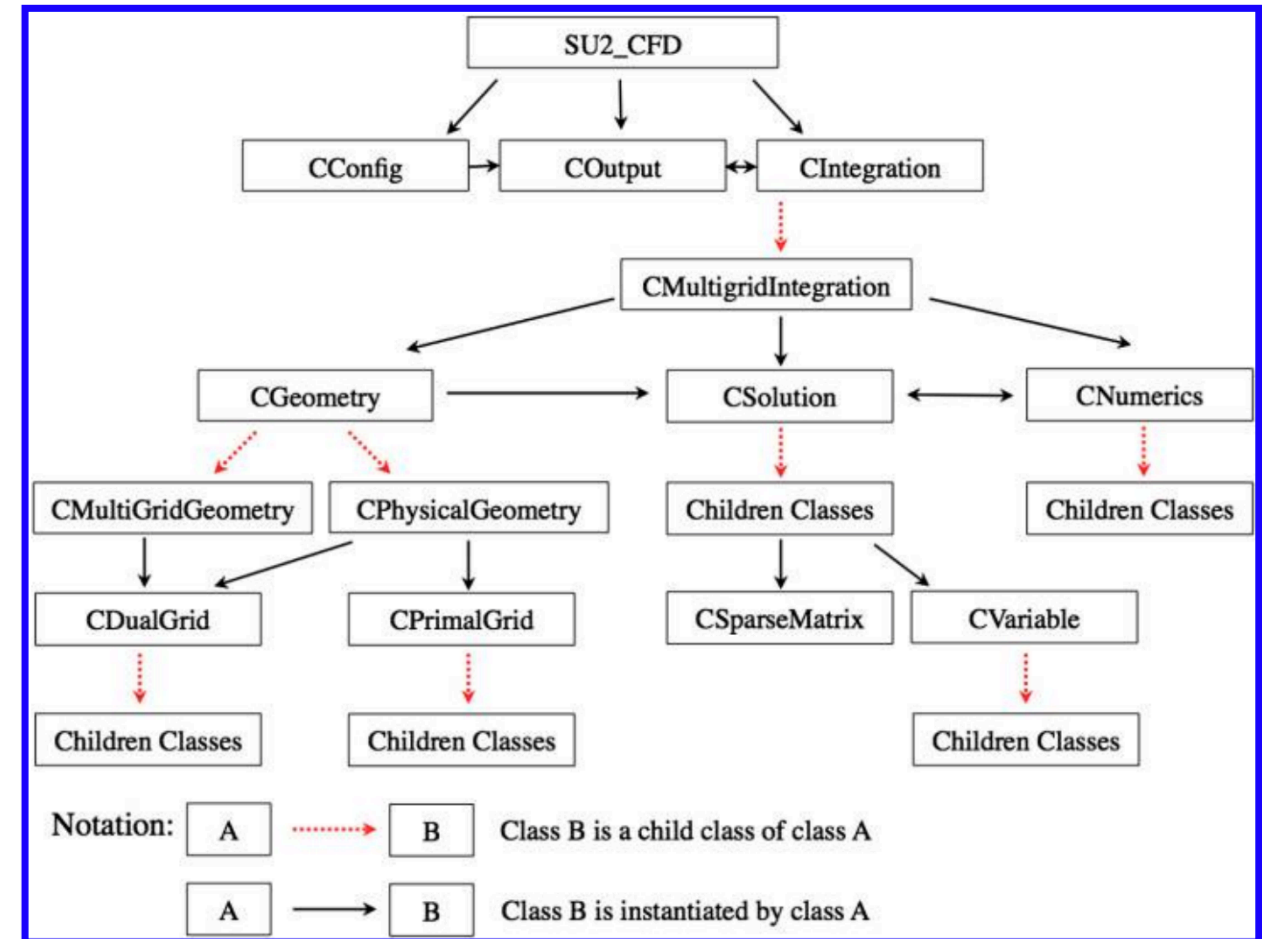 SU2_CFD
CConfig
COutput
CIntegration
CMultigridIntegration
CGeometry
CSolution
CNumerics
CMultiGridGeometry
CPhysicalGeometry
Children Classes
Children Classes
CDualGrid
CPrimalGrid
CSparseMatrix
CVariable
Children Classes
Children Classes
Children Classes
Notation: A B Class B is a child class of class A
A B Class B is instantiated by class A